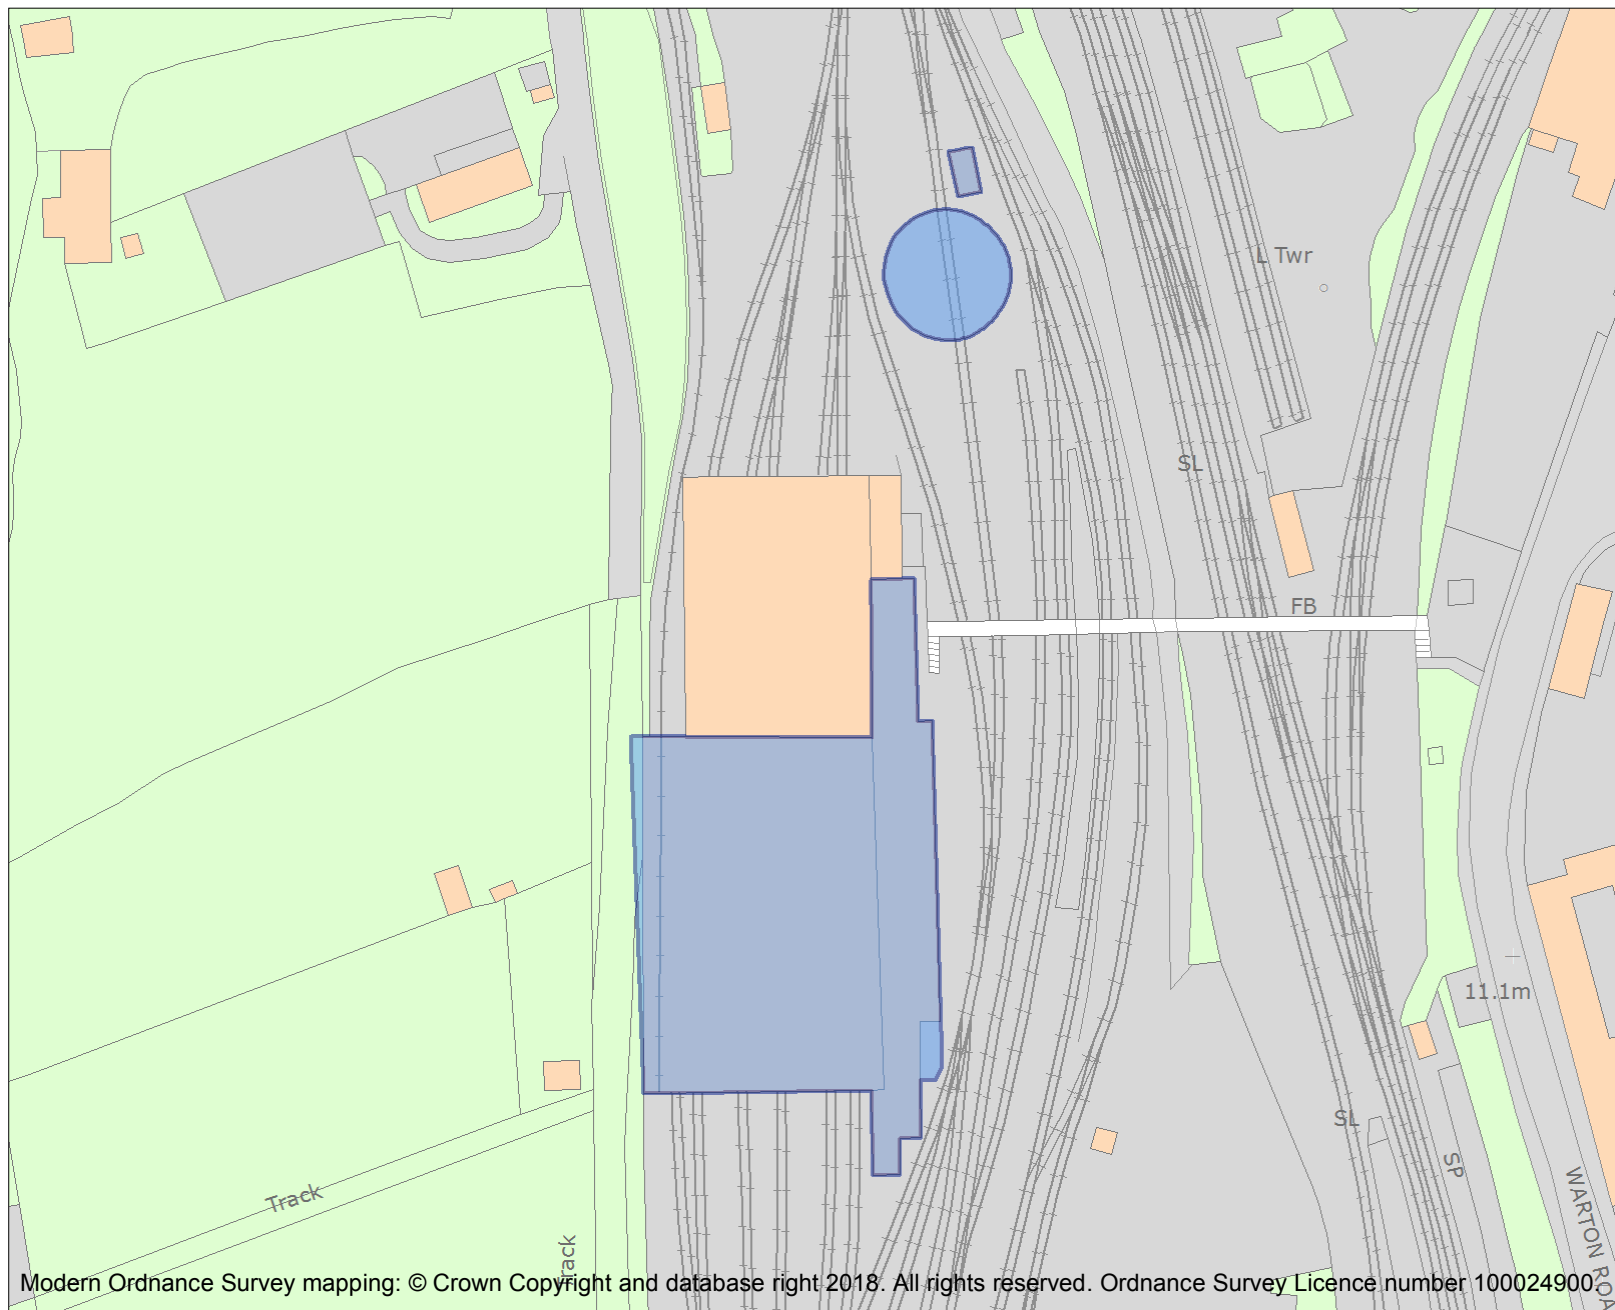 L Twr
SL
FB
11.1m
SL
SP
Track
Track
WARTON ROA
Modern Ordnance Survey mapping: © Crown Copyright and database right 2018. All rights reserved. Ordnance Survey Licence number 100024900.